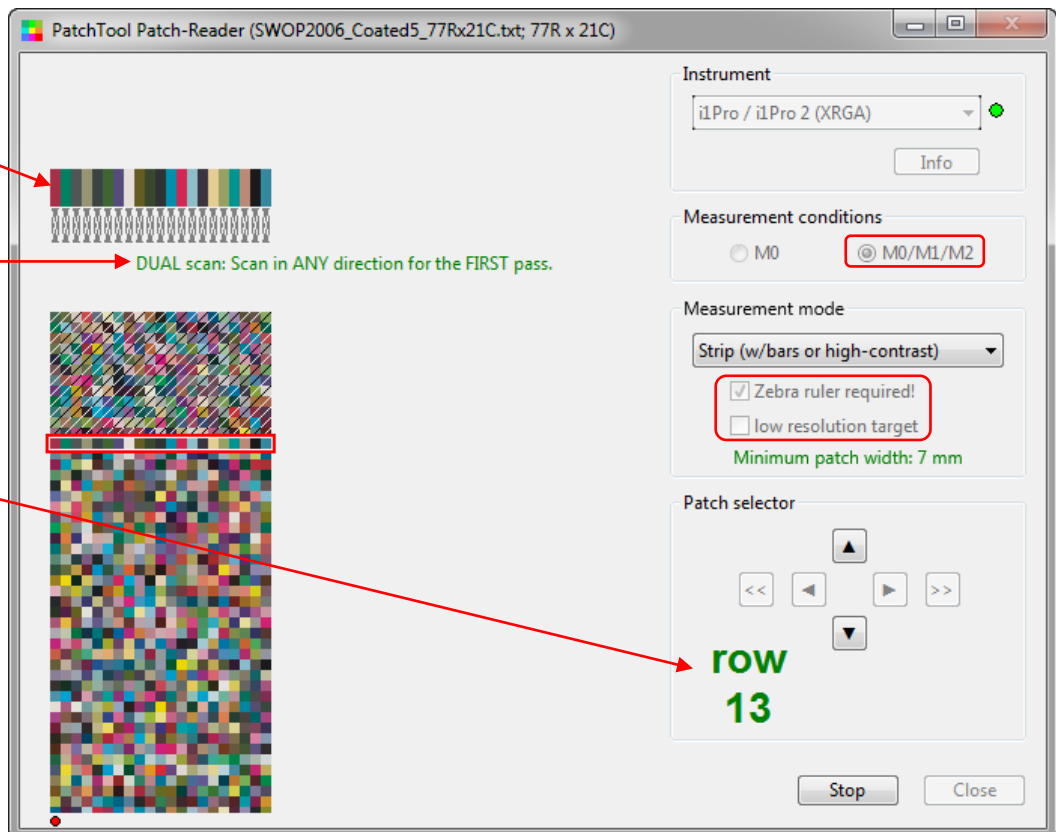 PatchTool Patch-Reader (SWOP2006_Coated5_77Rx21C.txt; 77R x 21C)
DUAL scan: Scan in ANY direction for the FIRST pass.
Instrument
i1Pro / i1Pro 2 (XRGA)
Info
Measurement conditions
M0 M0/M1/M2
Measurement mode
Strip (w/bars or high-contrast)
Zebra ruler required!
low resolution target
Minimum patch width: 7 mm
Patch selector
<< >>
row
13
Stop Close